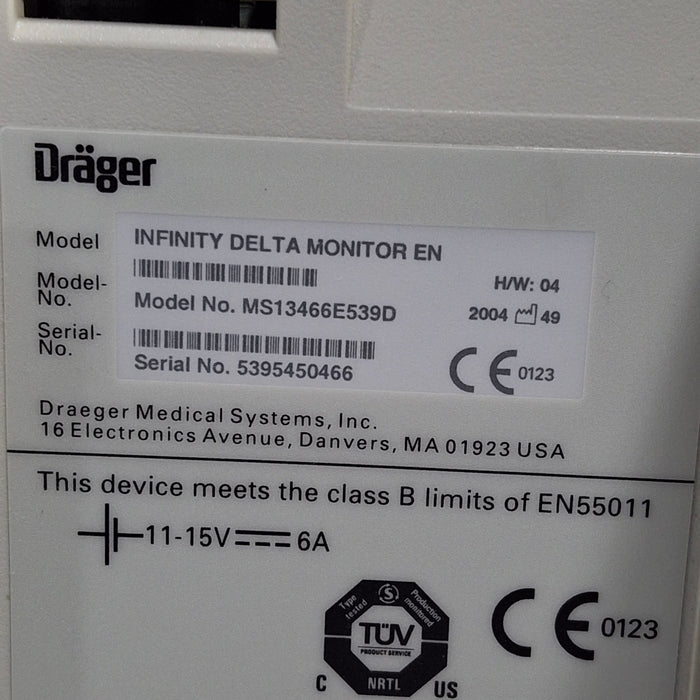 Dräger
Model INFINITY DELTA MONITOR EN
H/W: 04
Model-No. Model No. MS13466E539D
2004 49
Serial-No. Serial No. 5395450466
CE 0123
Draeger Medical Systems, Inc.
16 Electronics Avenue, Danvers, MA 01923 USA
This device meets the class B limits of EN55011
11-15V 6A
Type tested
S
Production monitored
TÜV
PRODUCT SERVICE
C NRTL US
CE 0123